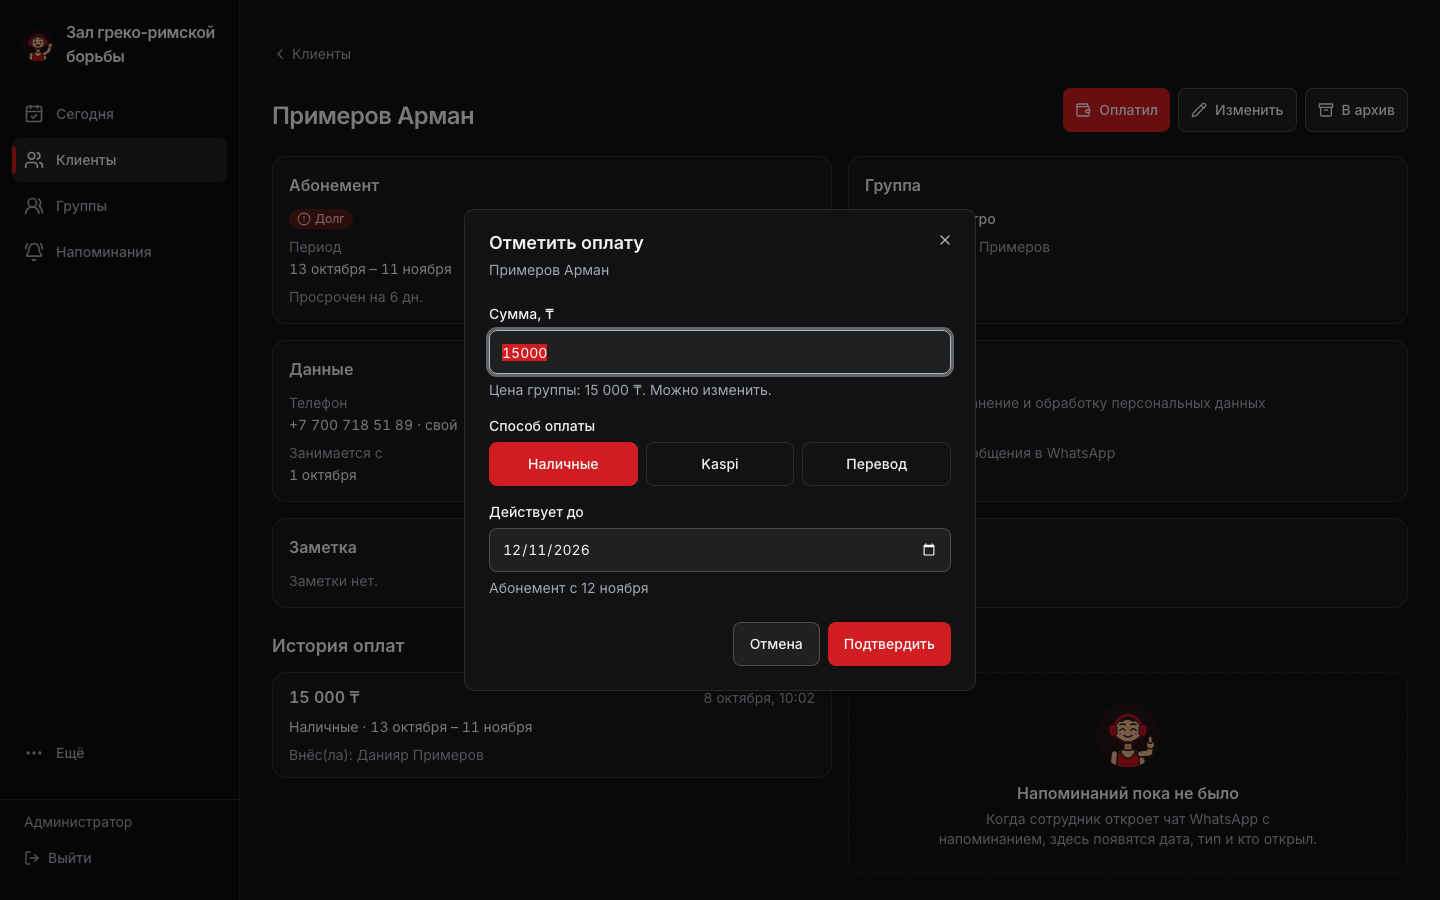 Зал греко-римской
борьбы
Сегодня
Клиенты
Группы
Напоминания
Ещё
Администратор
Выйти
Клиенты
Примеров Арман
Оплатил
Изменить
В архив
Абонемент
Долг
Период
13 октября – 11 ноября
Просрочен на 6 дн.
Группа
Примеров
Данные
Телефон
+7 700 718 51 89 · свой
Занимается с
1 октября
и обработку персональных данных
в WhatsApp
Заметка
Заметки нет.
История оплат
15 000 ₸
8 октября, 10:02
Наличные · 13 октября – 11 ноября
Внёс(ла): Данияр Примеров
Напоминаний пока не было
Когда сотрудник откроет чат WhatsApp с
напоминанием, здесь появятся дата, тип и кто открыл.
Отметить оплату
Примеров Арман
Сумма, ₸
15000
Цена группы: 15 000 ₸. Можно изменить.
Способ оплаты
Наличные
Kaspi
Перевод
Действует до
12/11/2026
Абонемент с 12 ноября
Отмена
Подтвердить